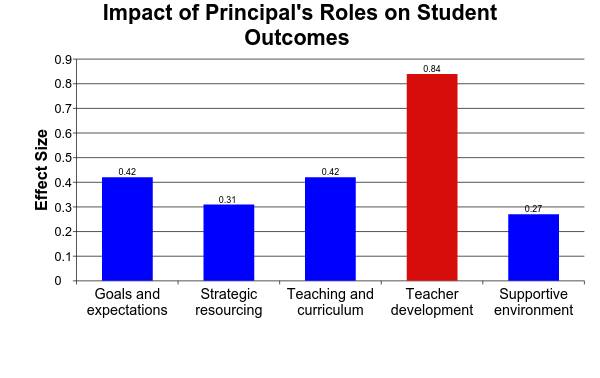 Impact of Principal's Roles on Student
Outcomes
Effect Size
0.9
0.8
0.7
0.6
0.5
0.4
0.3
0.2
0.1
0
0.42
0.31
0.42
0.84
0.27
Goals and
expectations
Strategic
resourcing
Teaching and
curriculum
Teacher
development
Supportive
environment